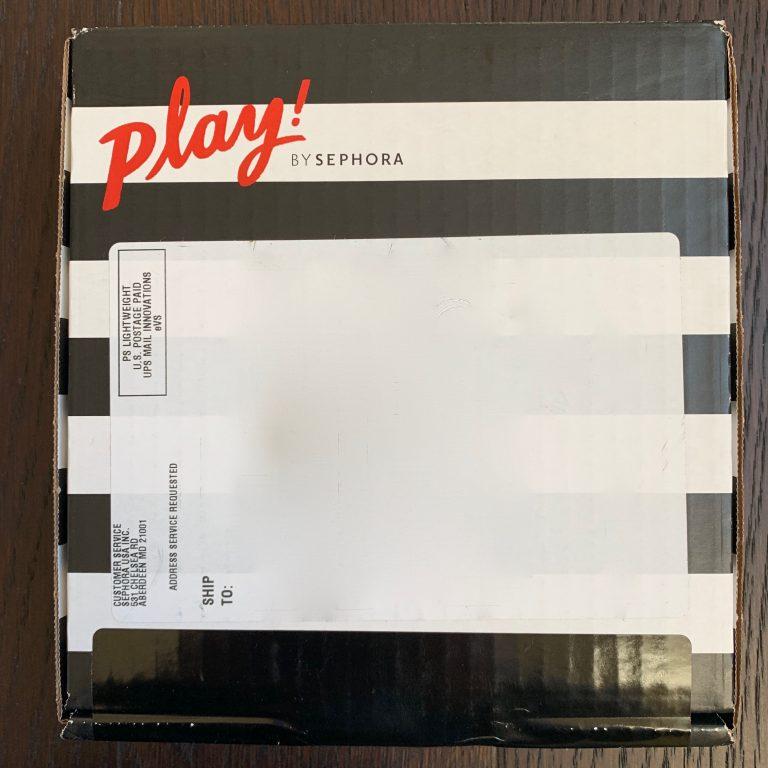 Play!
BY SEPHORA
PS LIGHTWEIGHT
U.S. POSTAGE PAID
UPS MAIL INNOVATIONS
eVS
CUSTOMER SERVICE
SEPHORA USA INC.
531 CHELSEA RD
ABERDEEN MD 21001
ADDRESS SERVICE REQUESTED
SHIP
TO: